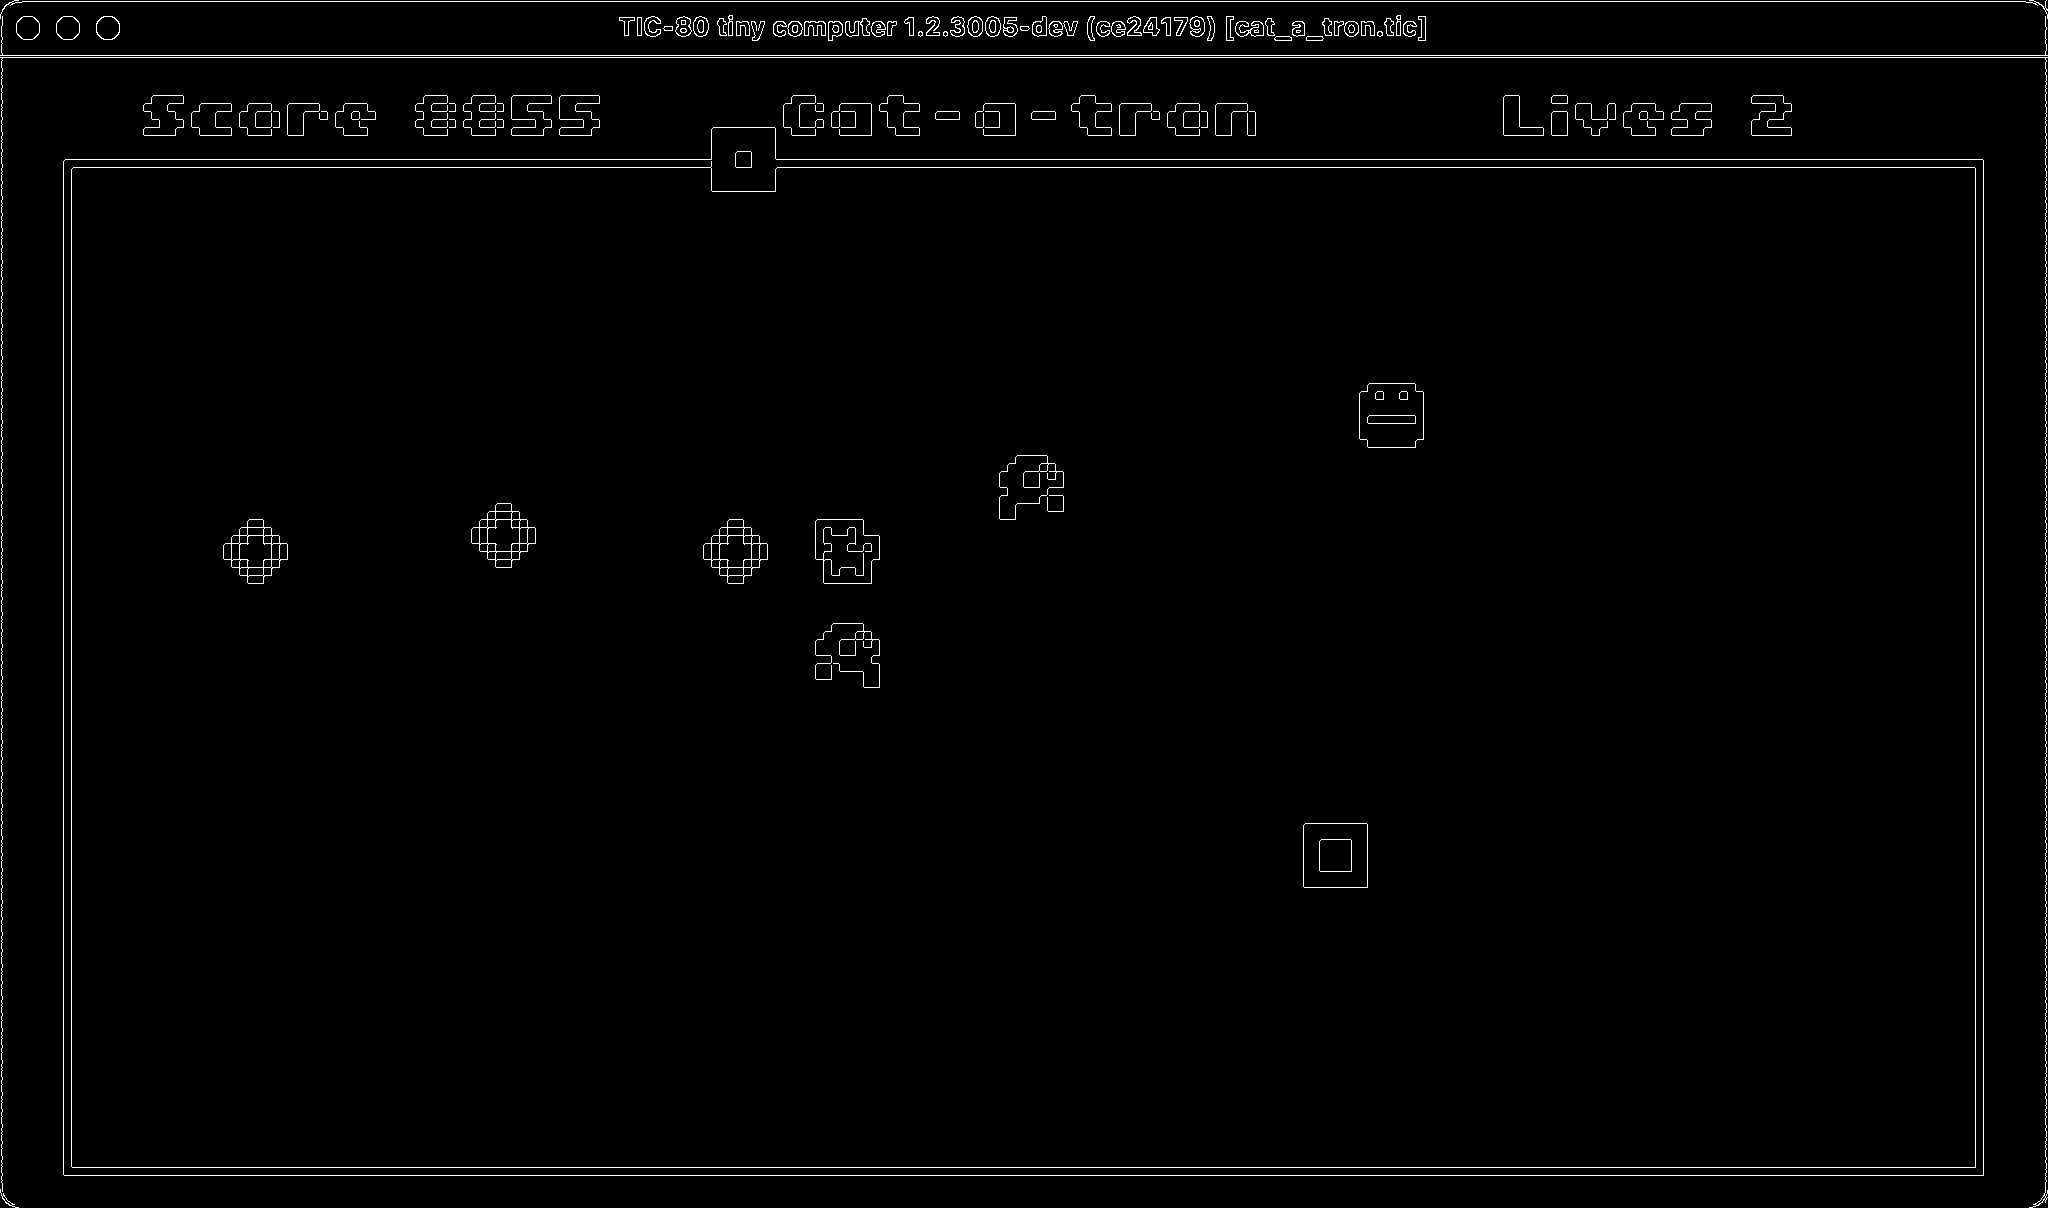 TIC-80 tiny computer 1.2.3005-dev (ce24179) [cat_a_tron.tic]
Score 8855 Cat-a-tron Lives 2